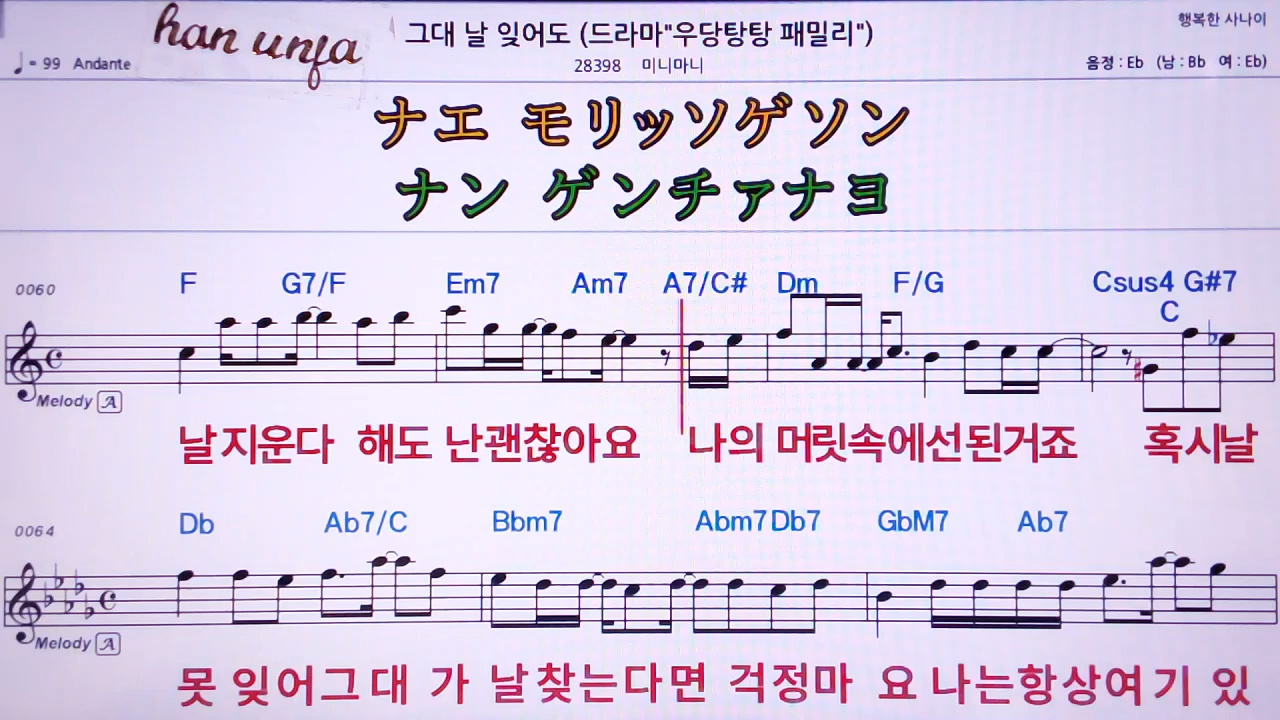 han unfa
그대 날 잊어도 (드라마"우당탕탕 패밀리")
행복한 사나이
♩= 99 Andante
28398 미니마니
음정 : Eb (남 : Bb 여 : Eb)
ナエ モリッソゲソン
ナン ゲンチァナヨ
0060
F G7/F Em7 Am7 A7/C# Dm F/G Csus4 G#7
C
Melody A
날지운다 해도 난괜찮아요 나의 머릿속에선된거죠 혹시날
0064
Db Ab7/C Bbm7 Abm7 Db7 GbM7 Ab7
Melody A
못 잊어그대 가 날찾는다면 걱정마 요 나는항상여기 있